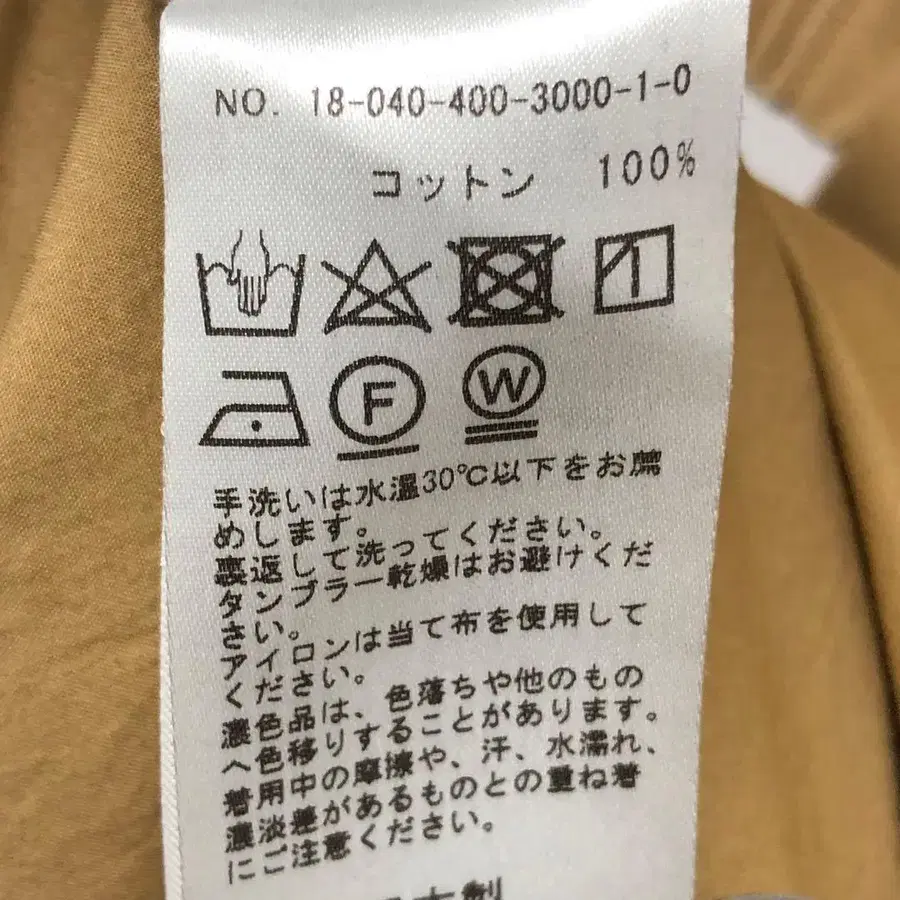 NO. 18-040-400-3000-1-0
コットン 100%
F
W
手洗いは水温30℃以下をお薦
めします。
裏返して洗ってください。
タンブラー乾燥はお避けくだ
さい。
アイロンは当て布を使用して
ください。
濃色品は、色落ちや他のもの
へ色移りすることがあります。
着用中の摩擦や、汗、水濡れ、
濃淡差があるものとの重ね着
にご注意ください。
日本製